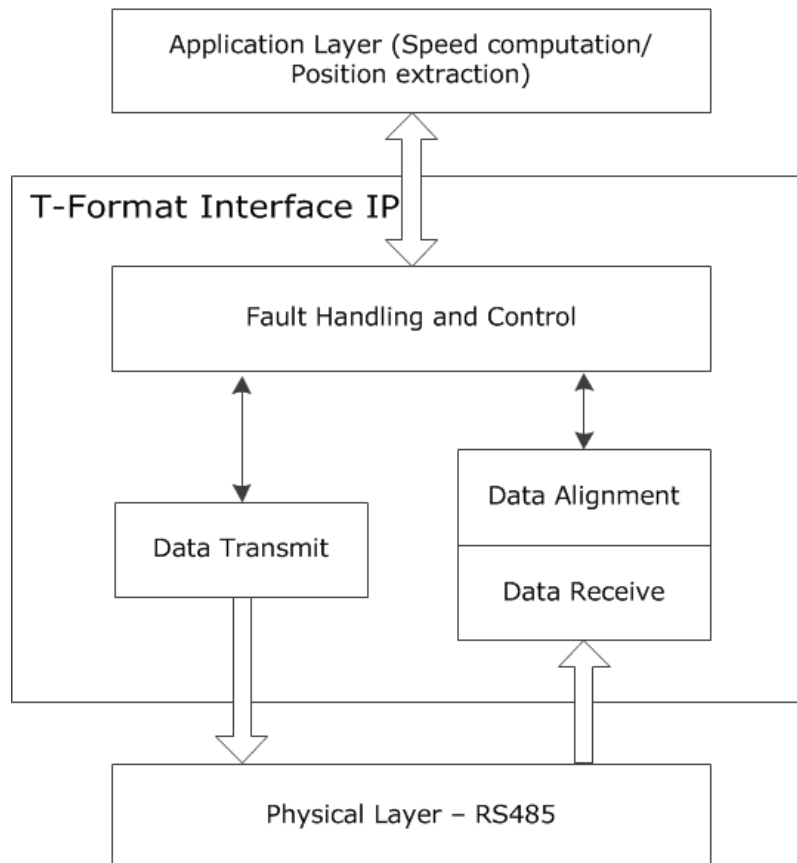 Application Layer (Speed computation/
Position extraction)
T-Format Interface IP
Fault Handling and Control
Data Alignment
Data Transmit
Data Receive
Physical Layer – RS485